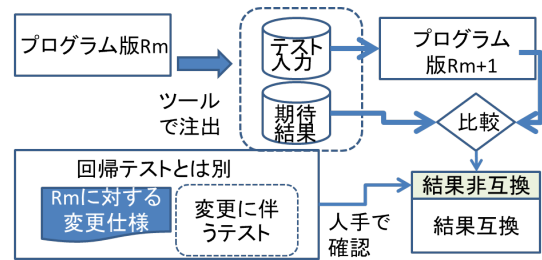 プログラム版Rm
テスト
入力
プログラム
版Rm+1
ツール
で注出
期待
結果
比較
回帰テストとは別
Rmに対する
変更仕様
変更に伴
うテスト
人手で
確認
結果非互換
結果互換